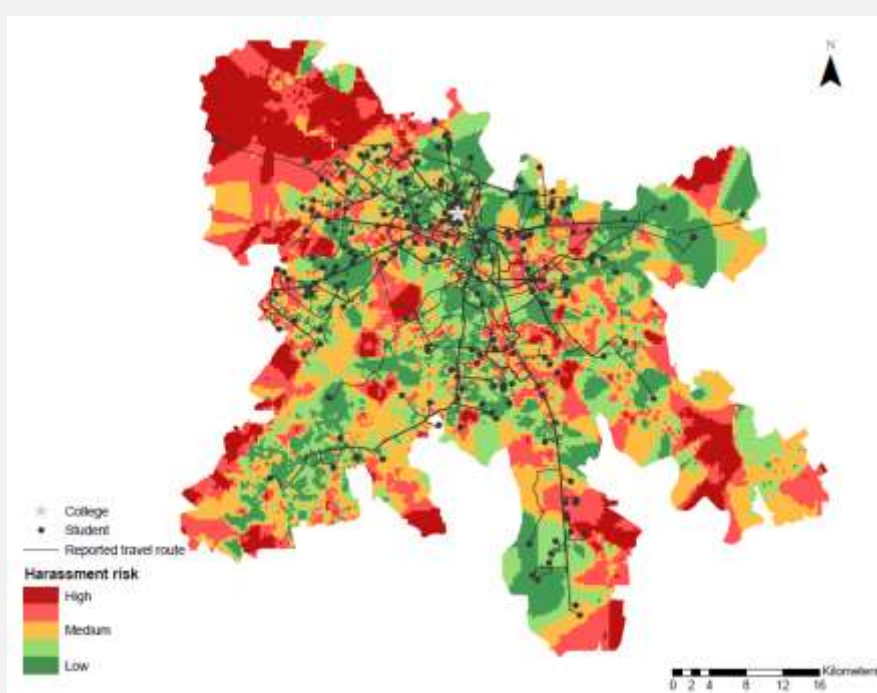 N
College
Student
Reported travel route
Harassment risk
High
Medium
Low
Kilometers
0 2 4 8 12 16